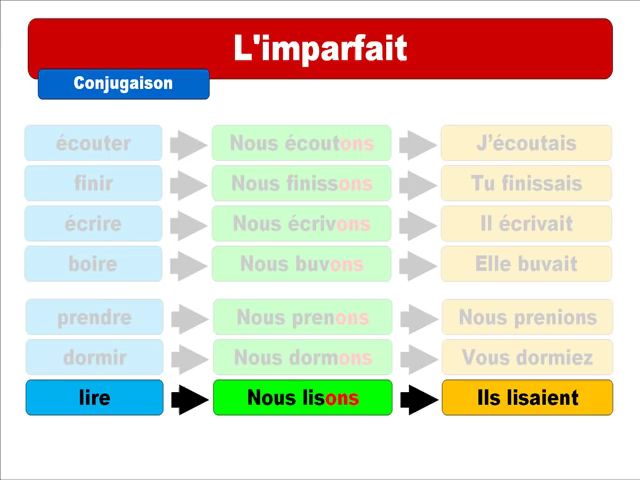 L'imparfait
Conjugaison
écouter Nous écoutons J'écoutais
finir Nous finissons Tu finissais
écrire Nous écrivons Il écrivait
boire Nous buvons Elle buvait
prendre Nous prenons Nous prenions
dormir Nous dormons Vous dormiez
lire Nous lisons Ils lisaient